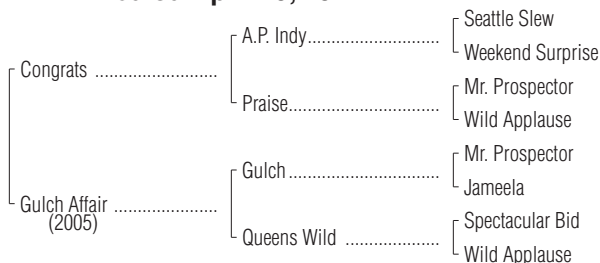 Seattle Slew
A.P. Indy
Weekend Surprise
Congrats
Mr. Prospector
Praise
Wild Applause
Mr. Prospector
Gulch
Jameela
Gulch Affair
(2005)
Spectacular Bid
Queens Wild
Wild Applause